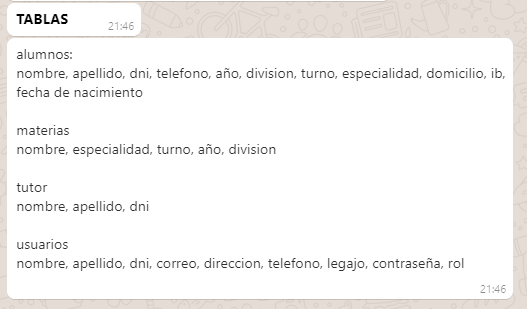 TABLAS
21:46
alumnos:
nombre, apellido, dni, telefono, año, division, turno, especialidad, domicilio, ib,
fecha de nacimiento
materias
nombre, especialidad, turno, año, division
tutor
nombre, apellido, dni
usuarios
nombre, apellido, dni, correo, direccion, telefono, legajo, contraseña, rol
21:46